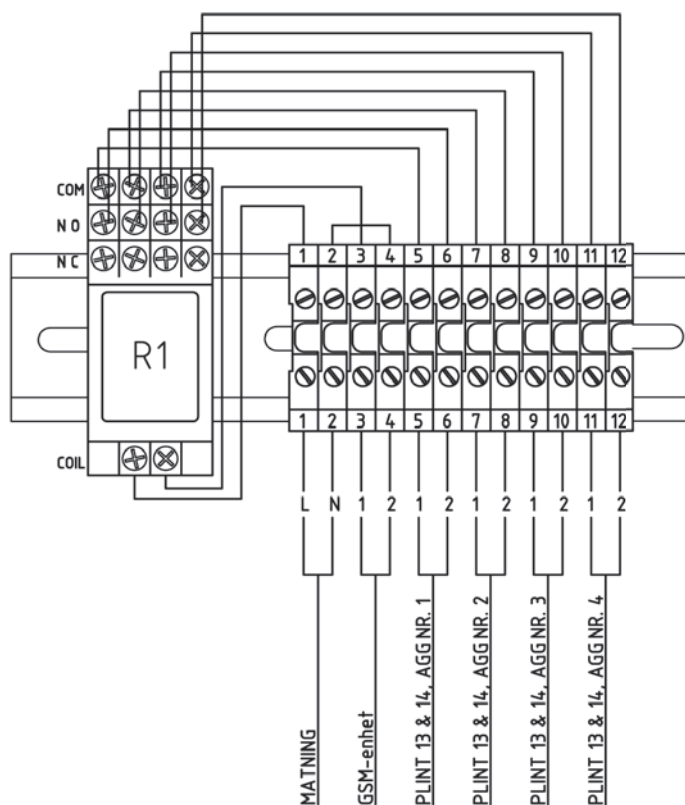 COM
N O
N C
R1
COIL
1 2 3 4 5 6 7 8 9 10 11 12
1 2 3 4 5 6 7 8 9 10 11 12
L N 1 2 1 2 1 2 1 2 1 2
MATNING
GSM-enhet
PLINT 13 & 14, AGG NR. 1
PLINT 13 & 14, AGG NR. 2
PLINT 13 & 14, AGG NR. 3
PLINT 13 & 14, AGG NR. 4